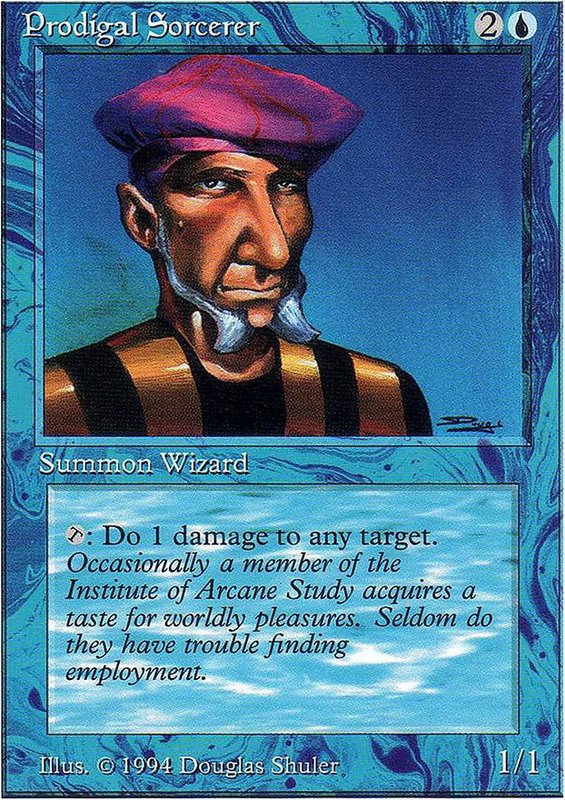 Prodigal Sorcerer 2
Summon Wizard
T: Do 1 damage to any target.
Occasionally a member of the
Institute of Arcane Study acquires a
taste for worldly pleasures. Seldom do
they have trouble finding
employment.
Illus. © 1994 Douglas Shuler 1/1